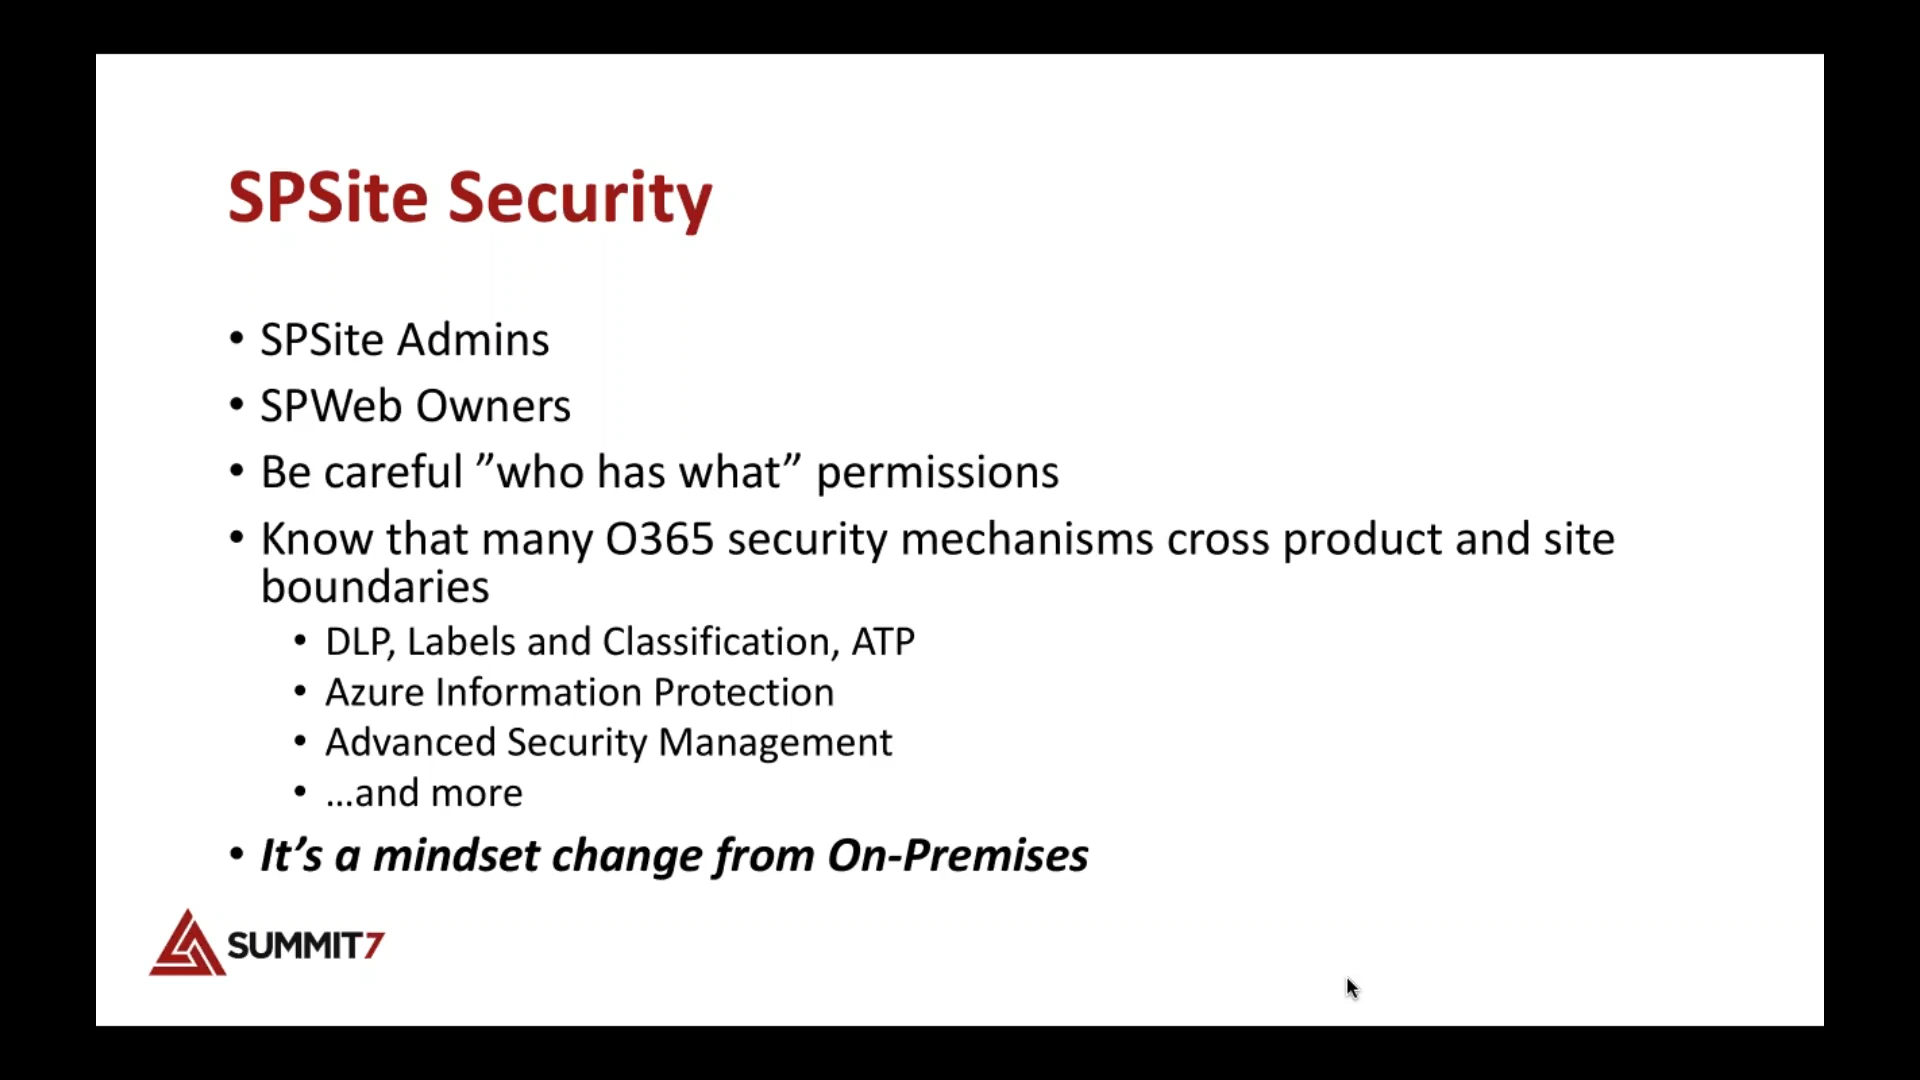 SPSite Security
• SPSite Admins
• SPWeb Owners
• Be careful ”who has what” permissions
• Know that many O365 security mechanisms cross product and site
boundaries
• DLP, Labels and Classification, ATP
• Azure Information Protection
• Advanced Security Management
• …and more
• It’s a mindset change from On-Premises
SUMMIT7